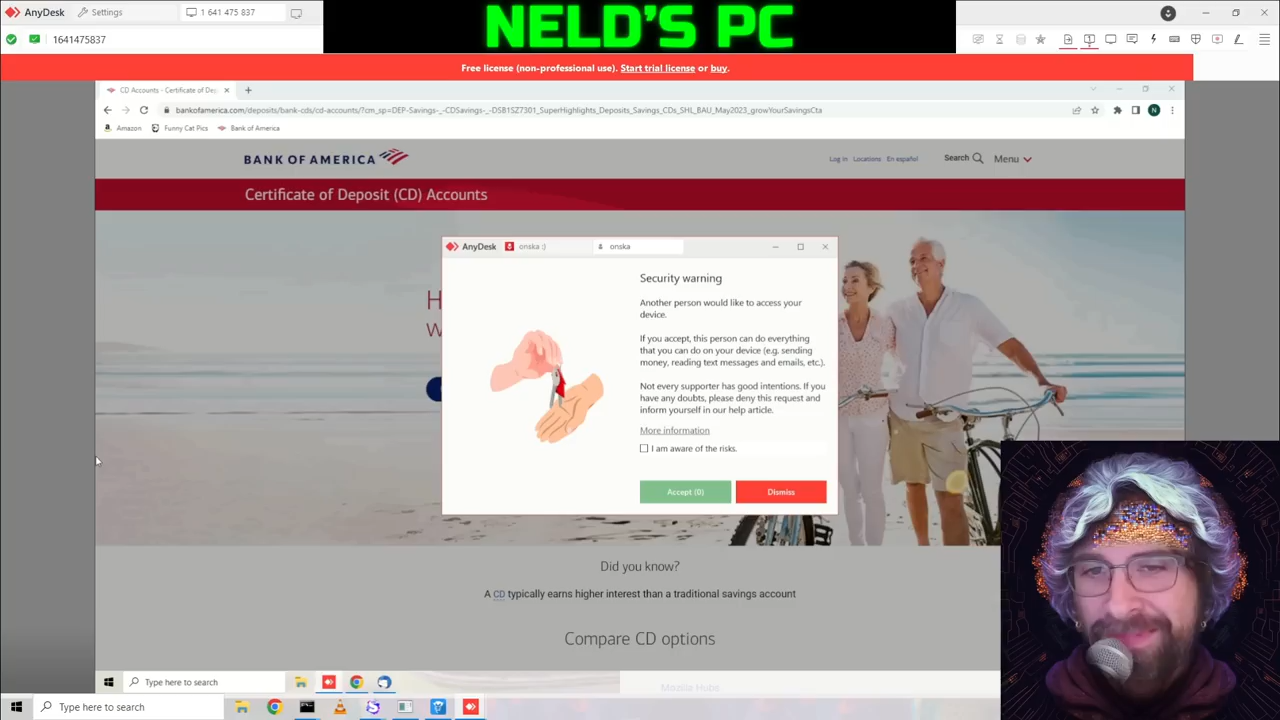 AnyDesk
Settings
1 641 475 837
NELD'S PC
1641475837
Free license (non-professional use). Start trial license or buy.
CD Accounts - Certificate of Dep
bankofamerica.com/deposits/bank-cds/cd-accounts/?cm_sp=DEP-Savings-_-CDSavings-_-DSB1SZ7301_SuperHighlights_Deposits_Savings_CDs_SHL_BAU_May2023_growYourSavingsCta
N
Amazon
Funny Cat Pics
Bank of America
BANK OF AMERICA
Log in
Locations
En español
Search
Menu
Certificate of Deposit (CD) Accounts
H
W
AnyDesk
onska :)
onska
Security warning
Another person would like to access your
device.
If you accept, this person can do everything
that you can do on your device (e.g. sending
money, reading text messages and emails, etc.).
Not every supporter has good intentions. If you
have any doubts, please deny this request and
inform yourself in our help article.
More information
I am aware of the risks.
Accept (0)
Dismiss
Did you know?
A CD typically earns higher interest than a traditional savings account
Compare CD options
Type here to search
Mozilla Hubs
Type here to search